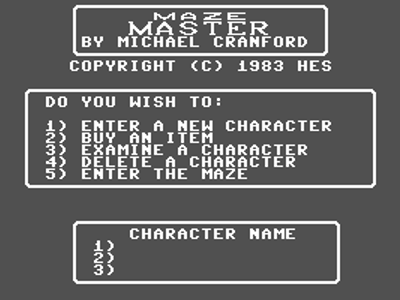 MAZE
MASTER
BY MICHAEL CRANFORD
COPYRIGHT (C) 1983 HES
DO YOU WISH TO:
1) ENTER A NEW CHARACTER
2) BUY AN ITEM
3) EXAMINE A CHARACTER
4) DELETE A CHARACTER
5) ENTER THE MAZE
CHARACTER NAME
1)
2)
3)